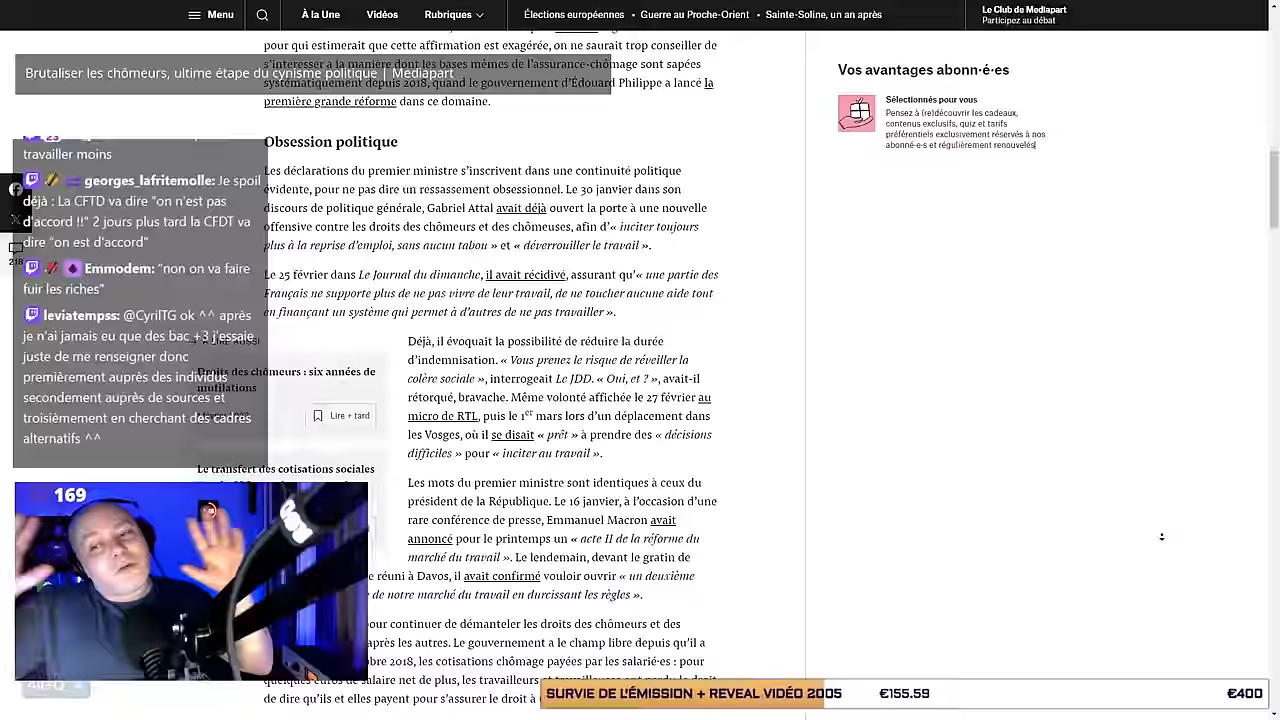 Menu
À la Une
Vidéos
Rubriques
Élections européennes • Guerre au Proche-Orient • Sainte-Soline, un an après
Le Club de Mediapart
Participez au débat
pour qui estimerait que cette affirmation est exagérée, on ne saurait trop conseiller de
s'intéresser à la manière dont les bases mêmes de l'assurance-chômage sont sapées
systématiquement depuis 2018, quand le gouvernement d'Édouard Philippe a lancé la
première grande réforme dans ce domaine.
Brutaliser les chômeurs, ultime étape du cynisme politique | Mediapart
Obsession politique
Les déclarations du premier ministre s'inscrivent dans une continuité politique
évidente, pour ne pas dire un ressassement obsessionnel. Le 30 janvier dans son
discours de politique générale, Gabriel Attal avait déjà ouvert la porte à une nouvelle
offensive contre les droits des chômeurs et des chômeuses, afin d'« inciter toujours
plus à la reprise d'emploi, sans aucun tabou » et « déverrouiller le travail ».
Le 25 février dans Le Journal du dimanche, il avait récidivé, assurant qu'« une partie des
Français ne supporte plus de ne pas vivre de leur travail, de ne toucher aucune aide tout
en finançant un système qui permet à d'autres de ne pas travailler ».
Déjà, il évoquait la possibilité de réduire la durée
d'indemnisation. « Vous prenez le risque de réveiller la
colère sociale », interrogeait Le JDD. « Oui, et ? », avait-il
rétorqué, bravache. Même volonté affichée le 27 février au
micro de RTL, puis le 1er mars lors d'un déplacement dans
les Vosges, où il se disait « prêt » à prendre des « décisions
difficiles » pour « inciter au travail ».
Les mots du premier ministre sont identiques à ceux du
président de la République. Le 16 janvier, à l'occasion d'une
rare conférence de presse, Emmanuel Macron avait
annoncé pour le printemps un « acte II de la réforme du
marché du travail ». Le lendemain, devant le gratin de
réuni à Davos, il avait confirmé vouloir ouvrir « un deuxième
de notre marché du travail en durcissant les règles ».
pour continuer de démanteler les droits des chômeurs et des
après les autres. Le gouvernement a le champ libre depuis qu'il a
2018, les cotisations chômage payées par les salarié·es : pour
quelques euros de salaire net de plus, les travailleurs
de dire qu'ils et elles payent pour s'assurer le droit à
Droits des chômeurs : six années de
mutilations
Lire + tard
Le transfert des cotisations sociales
23
travailler moins
georges_lafritemolle: Je spoil
déjà : La CFTD va dire "on n'est pas
d'accord !!" 2 jours plus tard la CFDT va
dire "on est d'accord"
Emmodem: "non on va faire
fuir les riches"
leviatempss: @CyrilTG ok ^^ après
je n'ai jamais eu que des bac +3 j'essaie
juste de me renseigner donc
premièrement auprès des individus
secondement auprès de sources et
troisièmement en cherchant des cadres
alternatifs ^^
218
169
Vos avantages abonn·é·es
Sélectionnés pour vous
Pensez à (re)découvrir les cadeaux,
contenus exclusifs, quiz et tarifs
préférentiels exclusivement réservés à nos
abonné·e·s et régulièrement renouvelés
SURVIE DE L'ÉMISSION + REVEAL VIDÉO 2005
€155.59
€400